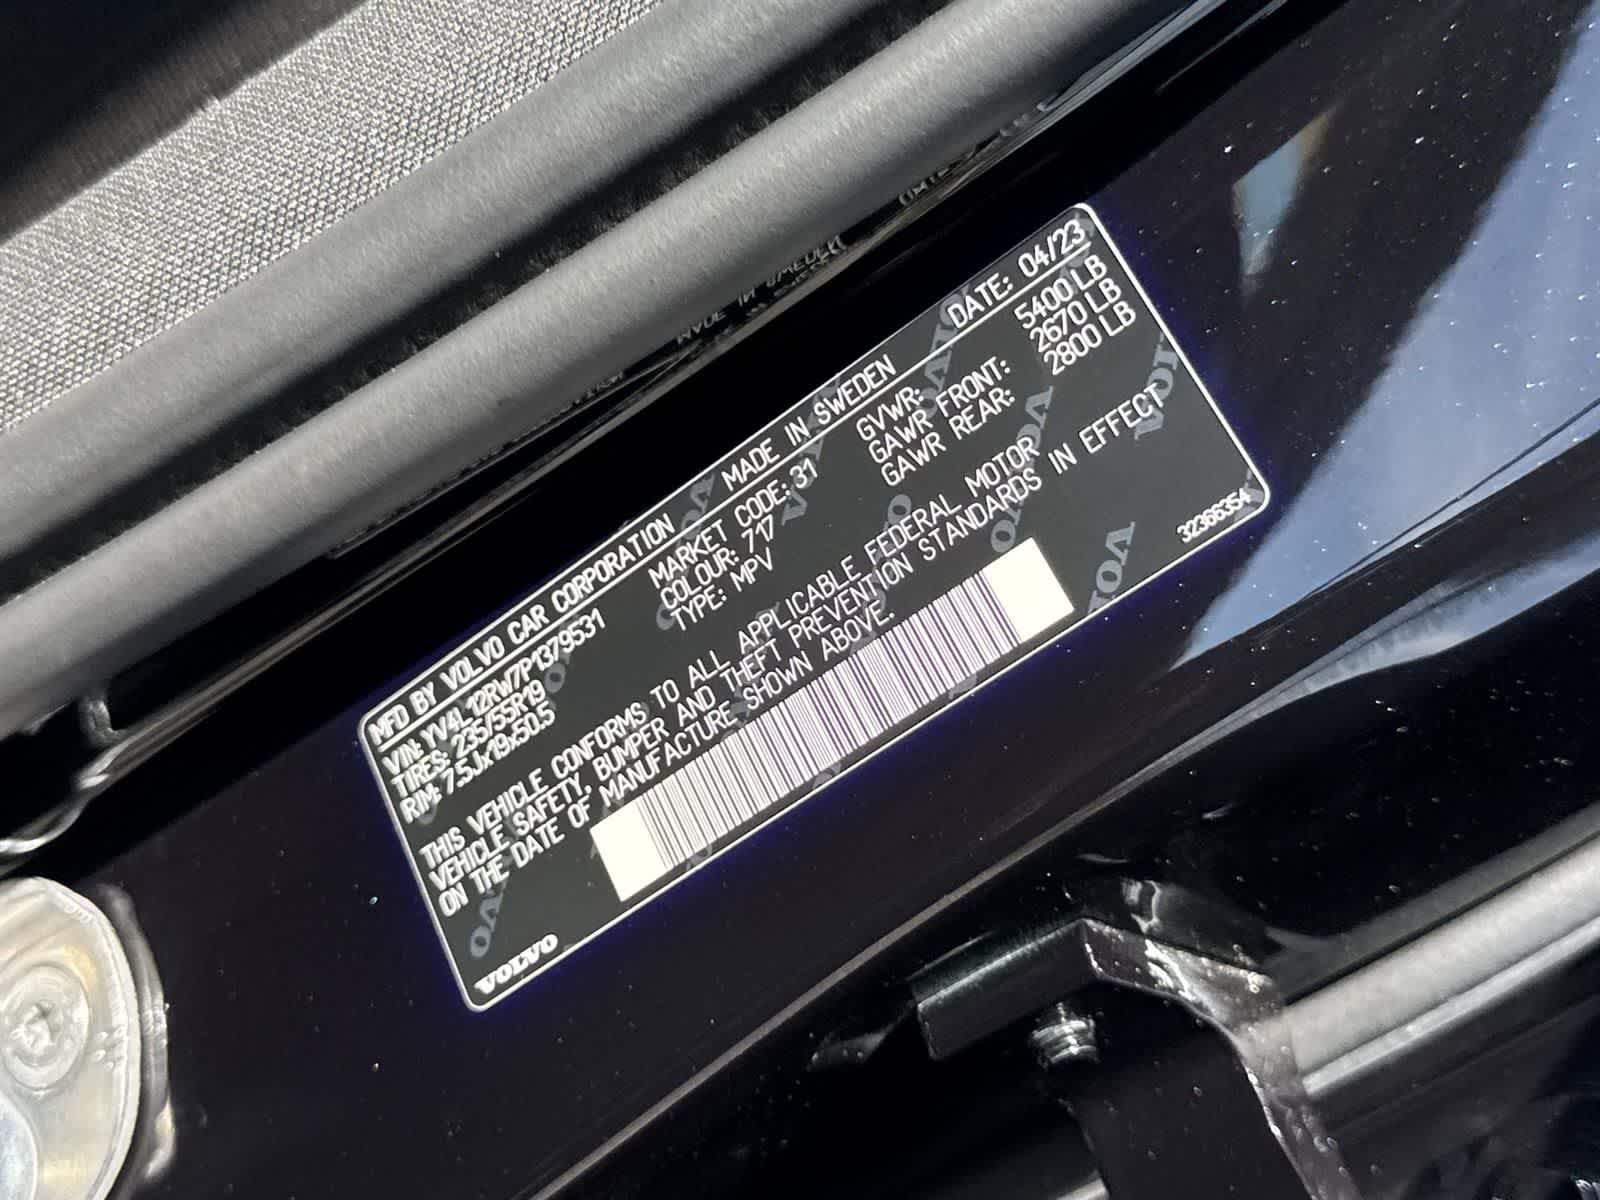 MFD BY VOLVO CAR CORPORATION MADE IN SWEDEN DATE: 04/23
VIN: YV4L12RW7P1379531 MARKET CODE: 31 GVWR: 5400 LB
TIRES: 235/55R19 COLOUR: 717 GAWR FRONT: 2670 LB
RIM: 7.5Jx19x50.5 TYPE: MPV GAWR REAR: 2800 LB
THIS VEHICLE CONFORMS TO ALL APPLICABLE FEDERAL MOTOR
VEHICLE SAFETY, BUMPER AND THEFT PREVENTION STANDARDS IN EFFECT
ON THE DATE OF MANUFACTURE SHOWN ABOVE.
VOLVO 32366354